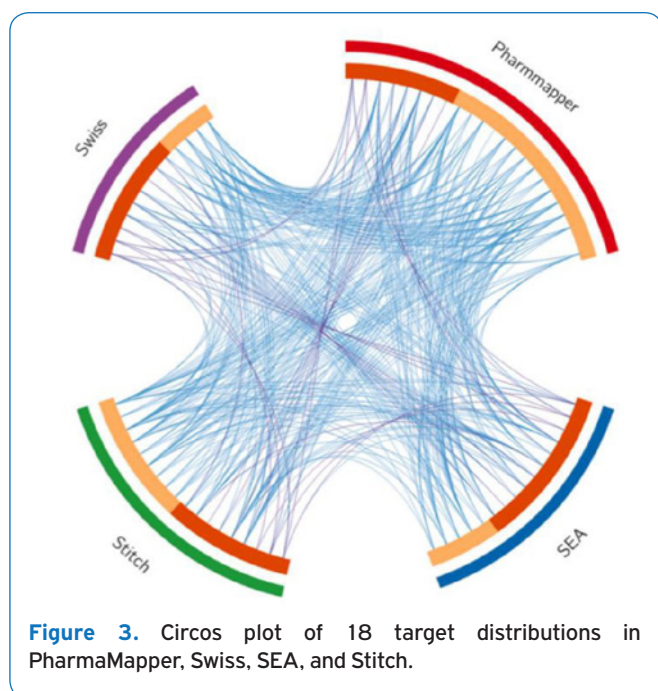 Pharmmapper
Swiss
Stitch
SEA
Figure 3. Circos plot of 18 target distributions in
PharmaMapper, Swiss, SEA, and Stitch.